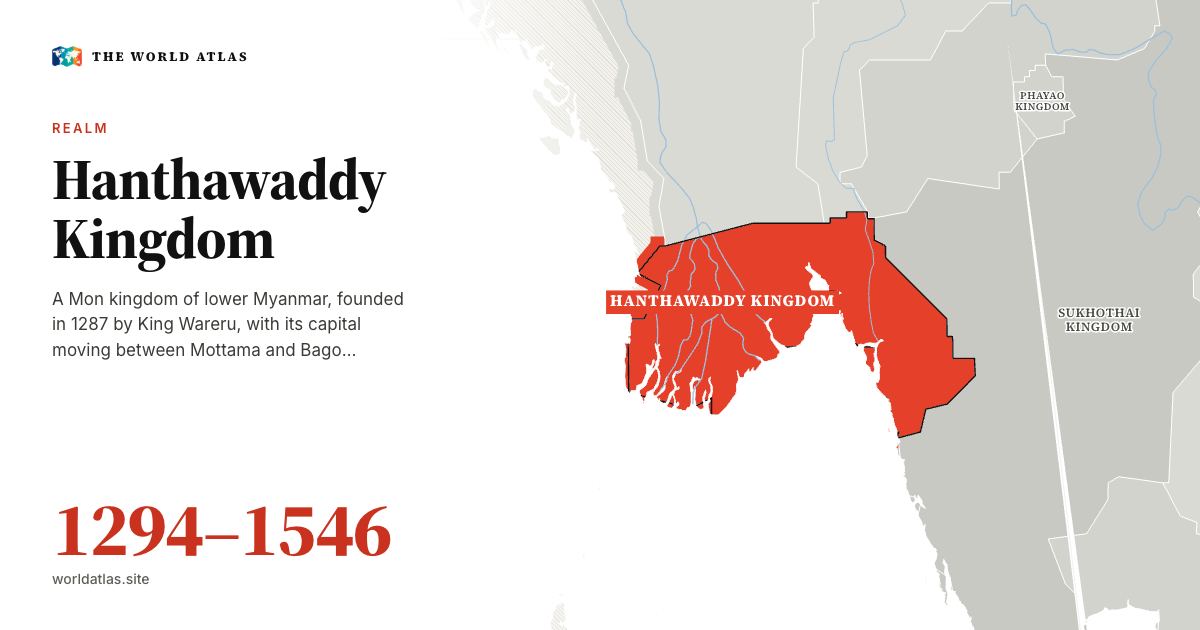 THE WORLD ATLAS
REALM
Hanthawaddy
Kingdom
A Mon kingdom of lower Myanmar, founded
in 1287 by King Wareru, with its capital
moving between Mottama and Bago...
1294–1546
worldatlas.site
PHAYAO
KINGDOM
HANTHAWADDY KINGDOM
SUKHOTHAI
KINGDOM